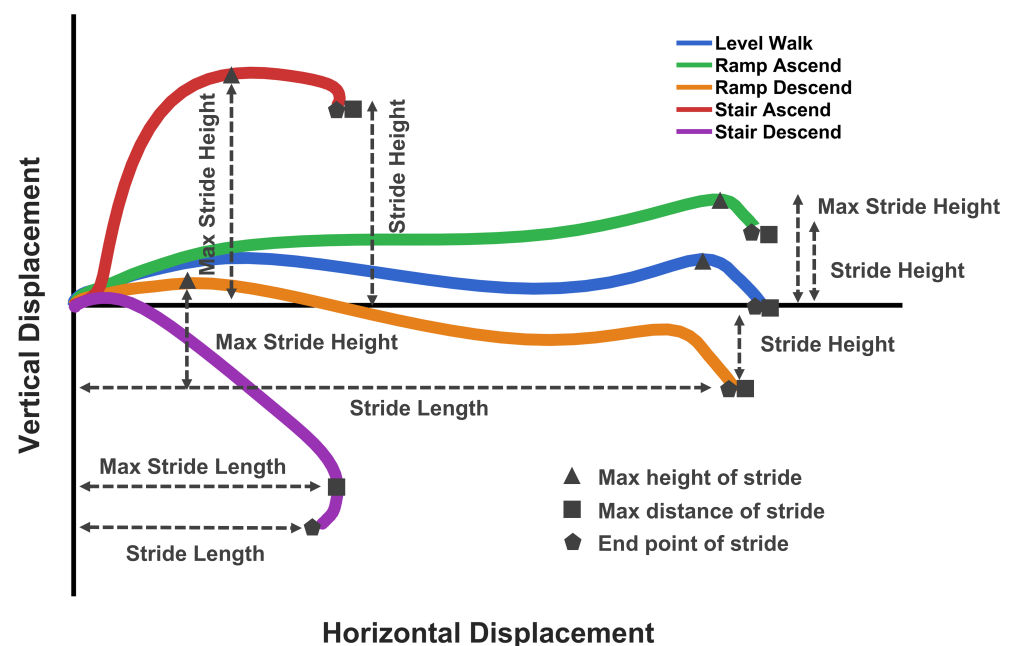 Level Walk
Ramp Ascend
Ramp Descend
Stair Ascend
Stair Descend
Vertical Displacement
Max Stride Height
Stride Height
Max Stride Height
Stride Height
Max Stride Height
Stride Height
Stride Length
Max Stride Length
Stride Length
Max height of stride
Max distance of stride
End point of stride
Horizontal Displacement